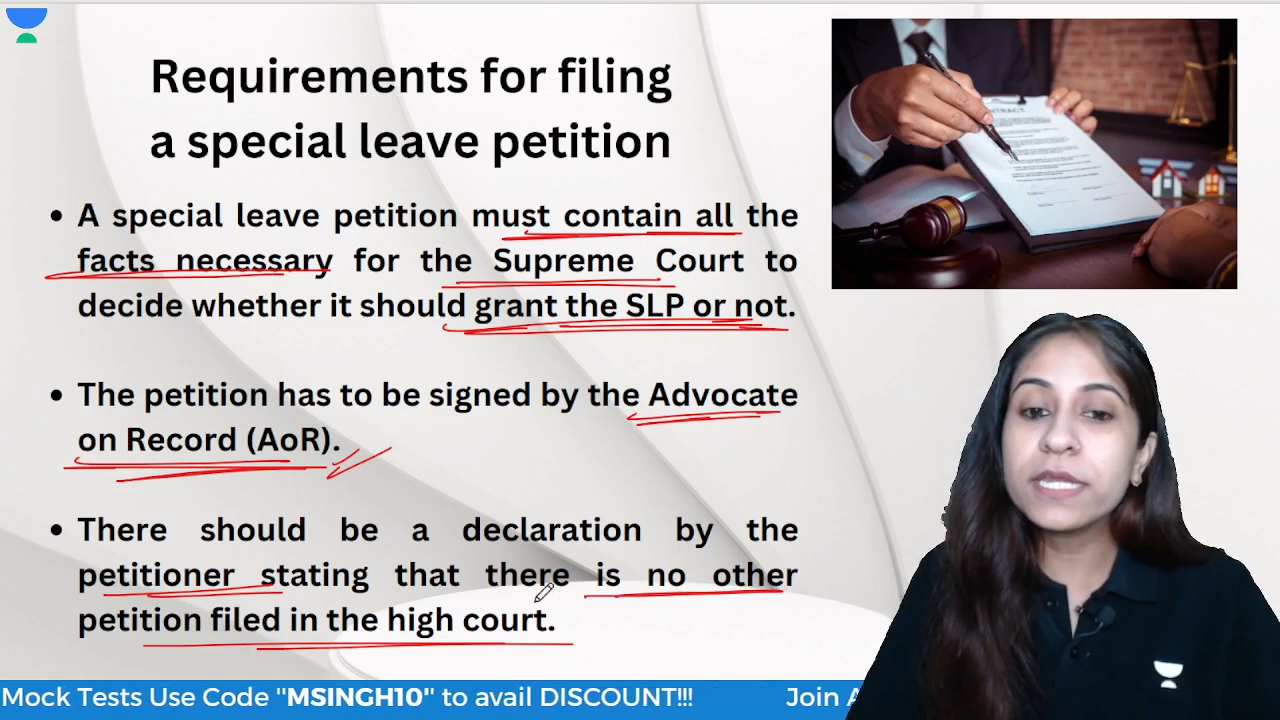 Requirements for filing
a special leave petition
• A special leave petition must contain all the
facts necessary for the Supreme Court to
decide whether it should grant the SLP or not.
• The petition has to be signed by the Advocate
on Record (AoR).
• There should be a declaration by the
petitioner stating that there is no other
petition filed in the high court.
Mock Tests Use Code "MSINGH10" to avail DISCOUNT!!! Join A